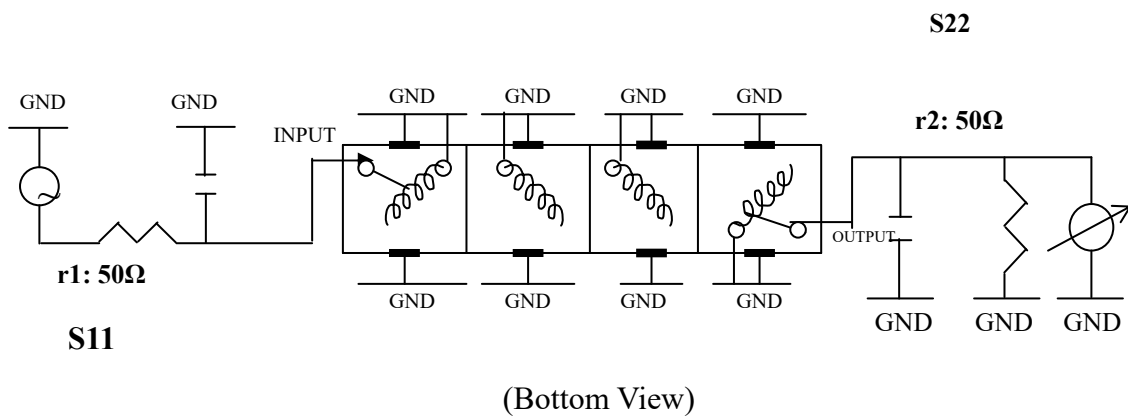 S22
GND
GND
GND
GND
GND
GND
r2: 50Ω
INPUT
OUTPUT
r1: 50Ω
GND
GND
GND
GND
GND
GND
GND
S11
(Bottom View)